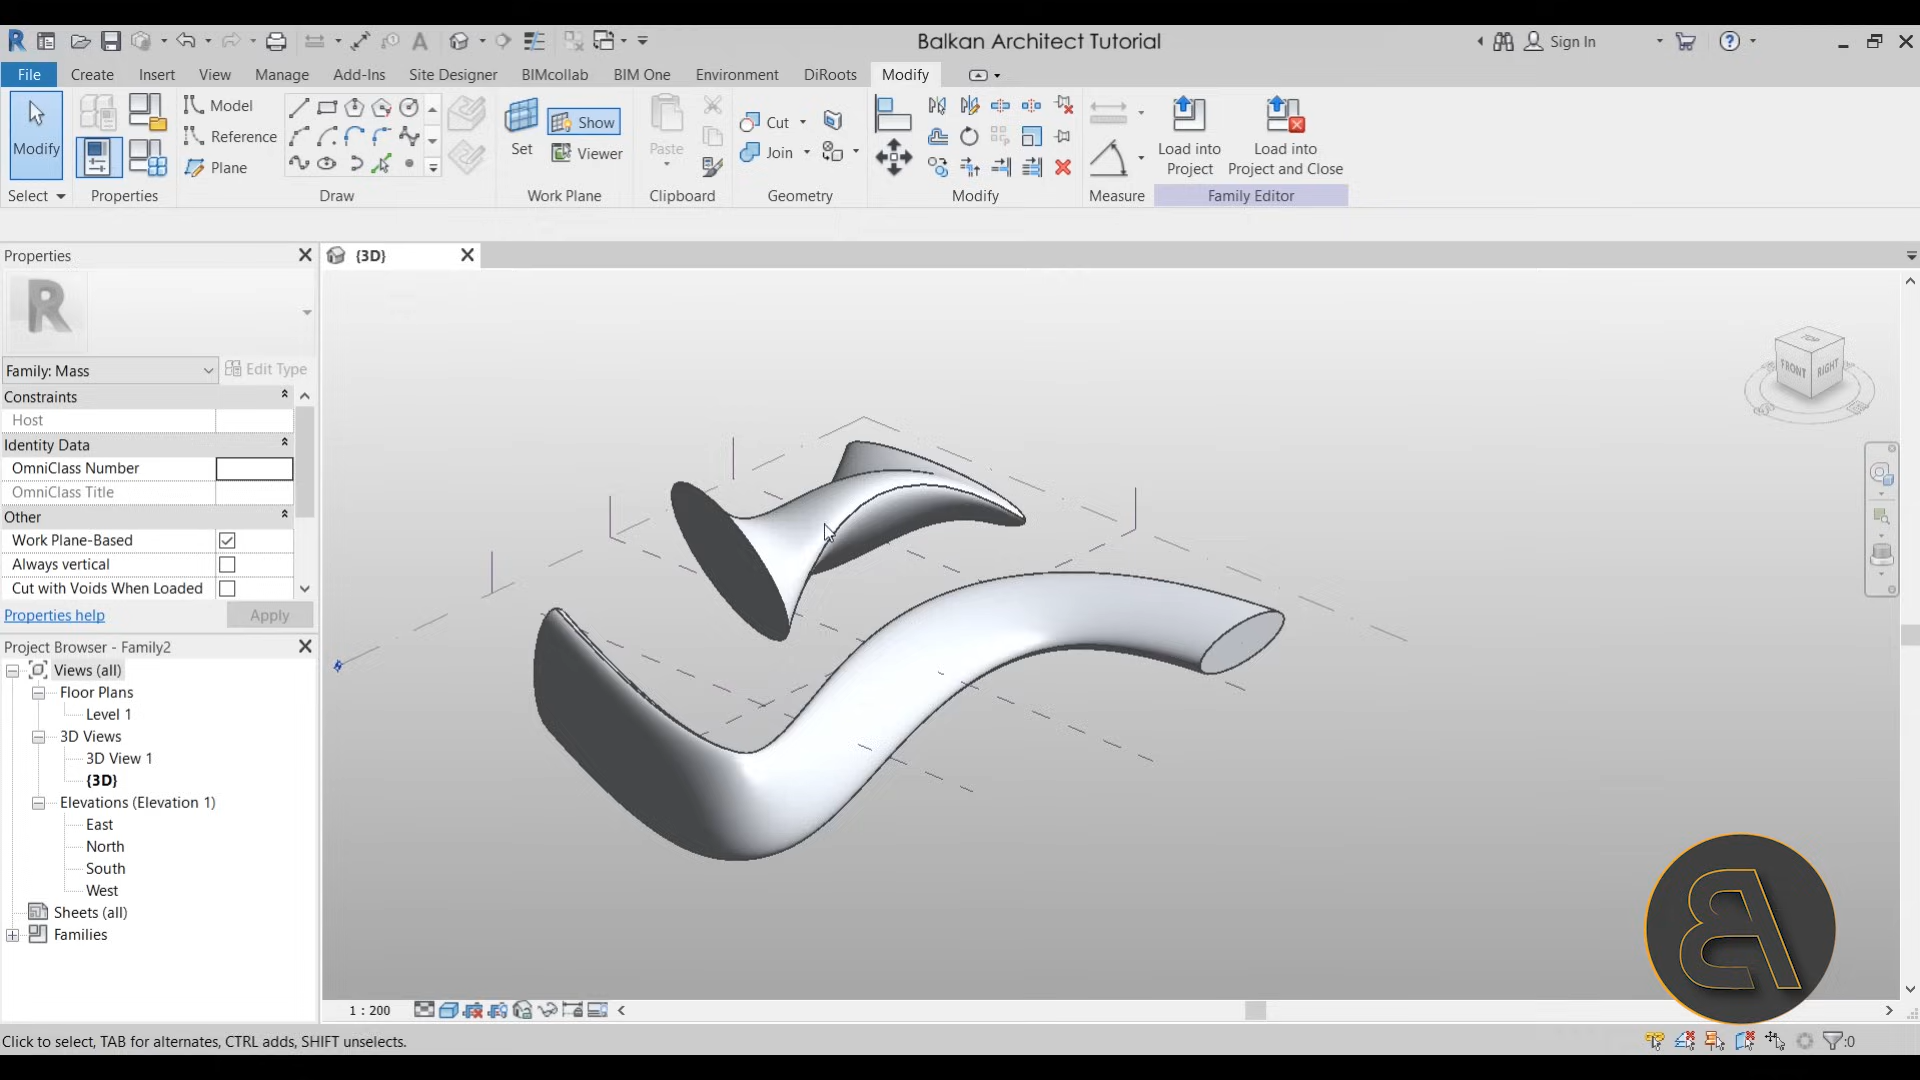 Balkan Architect Tutorial
Sign In
File Create Insert View Manage Add-Ins Site Designer BIMcollab BIM One Environment DiRoots Modify
Modify
Model
Reference
Plane
Set
Show
Viewer
Paste
Cut
Join
Load into Project
Load into Project and Close
Select Properties Draw Work Plane Clipboard Geometry Modify Measure Family Editor
Properties
{3D}
R
Family: Mass
Edit Type
Constraints
Host
Identity Data
OmniClass Number
OmniClass Title
Other
Work Plane-Based
Always vertical
Cut with Voids When Loaded
Properties help
Apply
Project Browser - Family2
Views (all)
Floor Plans
Level 1
3D Views
3D View 1
{3D}
Elevations (Elevation 1)
East
North
South
West
Sheets (all)
Families
TOP
FRONT
RIGHT
1 : 200
Click to select, TAB for alternates, CTRL adds, SHIFT unselects.
:0